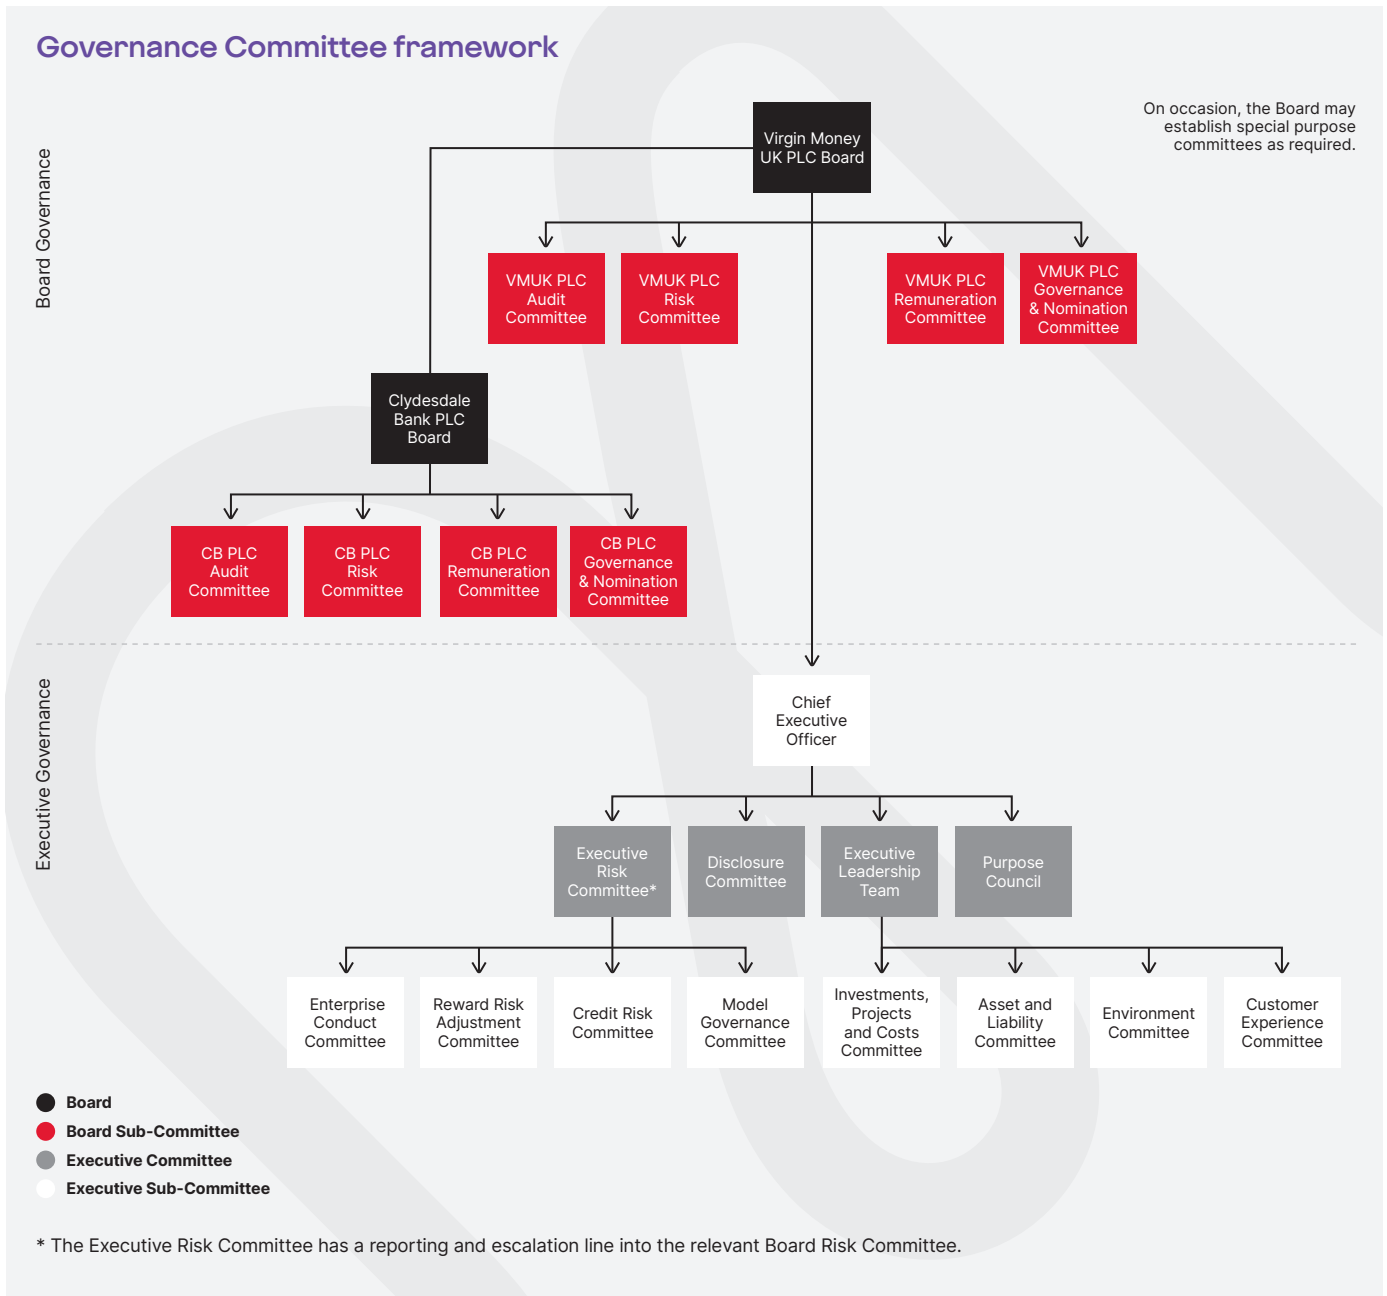 Governance Committee framework
On occasion, the Board may
establish special purpose
committees as required.
Board Governance
Virgin Money
UK PLC Board
VMUK PLC
Audit
Committee
VMUK PLC
Risk
Committee
VMUK PLC
Remuneration
Committee
VMUK PLC
Governance
& Nomination
Committee
Clydesdale
Bank PLC
Board
CB PLC
Audit
Committee
CB PLC
Risk
Committee
CB PLC
Remuneration
Committee
CB PLC
Governance
& Nomination
Committee
Executive Governance
Chief
Executive
Officer
Executive
Risk
Committee*
Disclosure
Committee
Executive
Leadership
Team
Purpose
Council
Enterprise
Conduct
Committee
Reward Risk
Adjustment
Committee
Credit Risk
Committee
Model
Governance
Committee
Investments,
Projects
and Costs
Committee
Asset and
Liability
Committee
Environment
Committee
Customer
Experience
Committee
Board
Board Sub-Committee
Executive Committee
Executive Sub-Committee
* The Executive Risk Committee has a reporting and escalation line into the relevant Board Risk Committee.